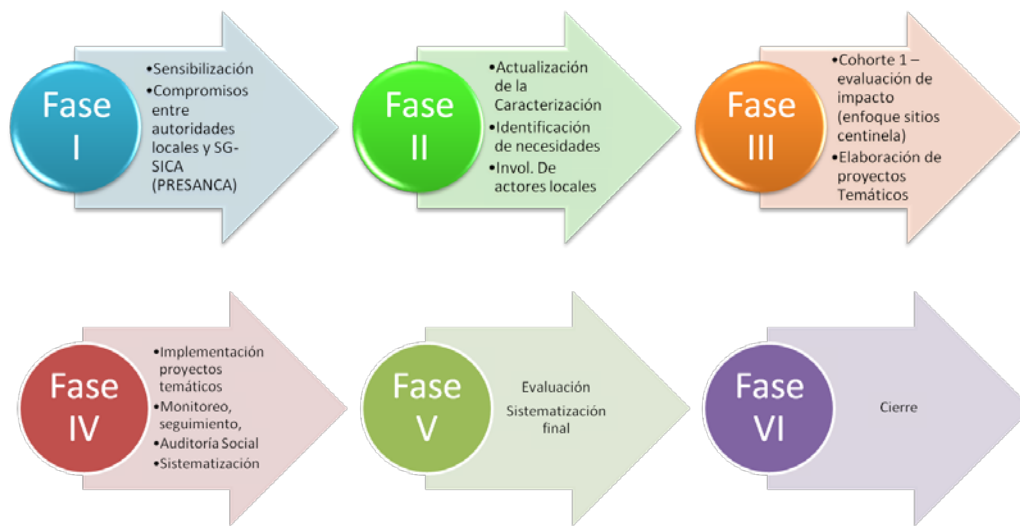 Fase
I
•Sensibilización
•Compromisos
entre
autoridades
locales y SG-
SICA
(PRESANCA)
Fase
II
•Actualización
de la
Caracterización
•Identificación
de necesidades
•Invol. De
actores locales
Fase
III
•Cohorte 1 –
evaluación de
impacto
(enfoque sitios
centinela)
•Elaboración de
proyectos
Temáticos
Fase
IV
•Implementación
proyectos
temáticos
•Monitoreo,
seguimiento,
•Auditoría Social
•Sistematización
Fase
V
Evaluación
Sistematización
final
Fase
VI
Cierre